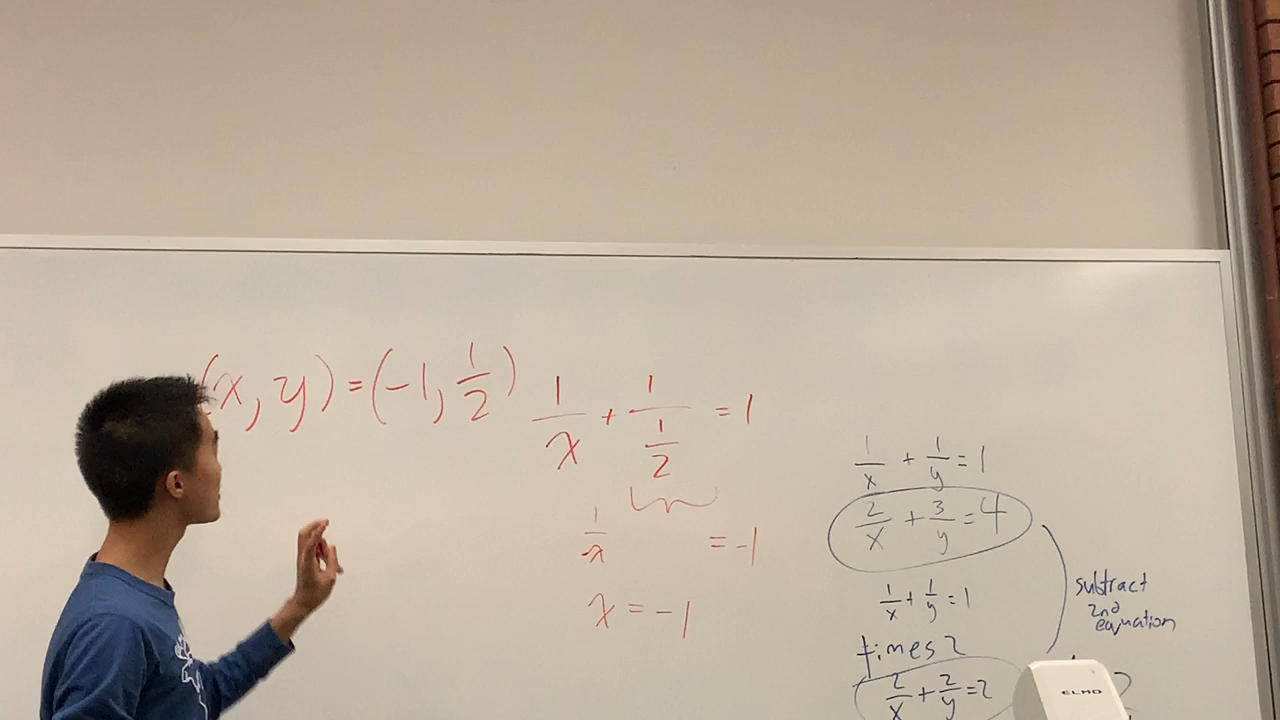 (x, y) = (-1, 1/2)
1/x + 1/(1/2) = 1
1/x = -1
x = -1
1/x + 1/y = 1
2/x + 3/y = 4
1/x + 1/y = 1
subtract
2nd
equation
times 2
2/x + 2/y = 2
ELMO